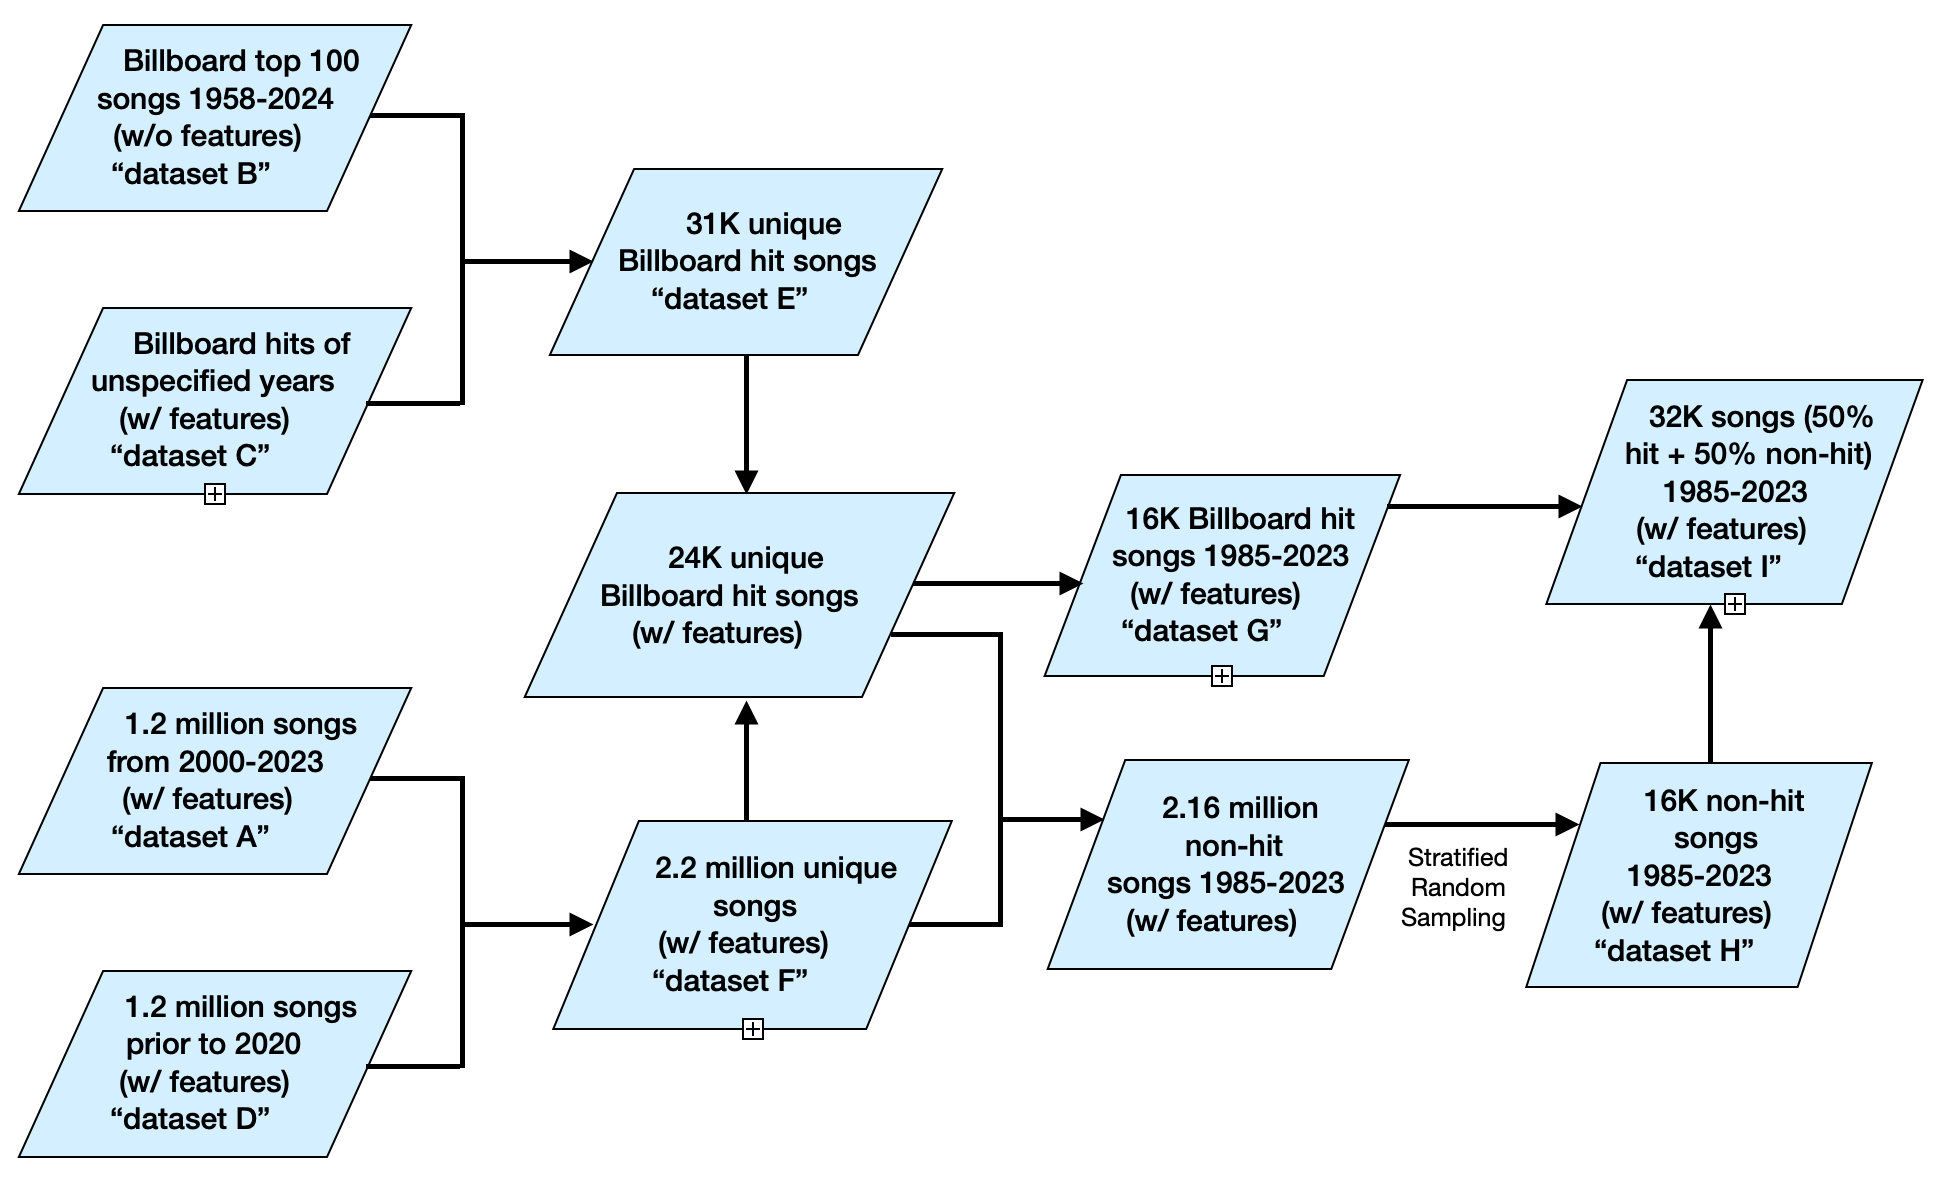 Billboard top 100
songs 1958-2024
(w/o features)
“dataset B”
Billboard hits of
unspecified years
(w/ features)
“dataset C”
31K unique
Billboard hit songs
“dataset E”
24K unique
Billboard hit songs
(w/ features)
1.2 million songs
from 2000-2023
(w/ features)
“dataset A”
1.2 million songs
prior to 2020
(w/ features)
“dataset D”
2.2 million unique
songs
(w/ features)
“dataset F”
16K Billboard hit
songs 1985-2023
(w/ features)
“dataset G”
2.16 million
non-hit
songs 1985-2023
(w/ features)
Stratified
Random
Sampling
32K songs (50%
hit + 50% non-hit)
1985-2023
(w/ features)
“dataset I”
16K non-hit
songs
1985-2023
(w/ features)
“dataset H”